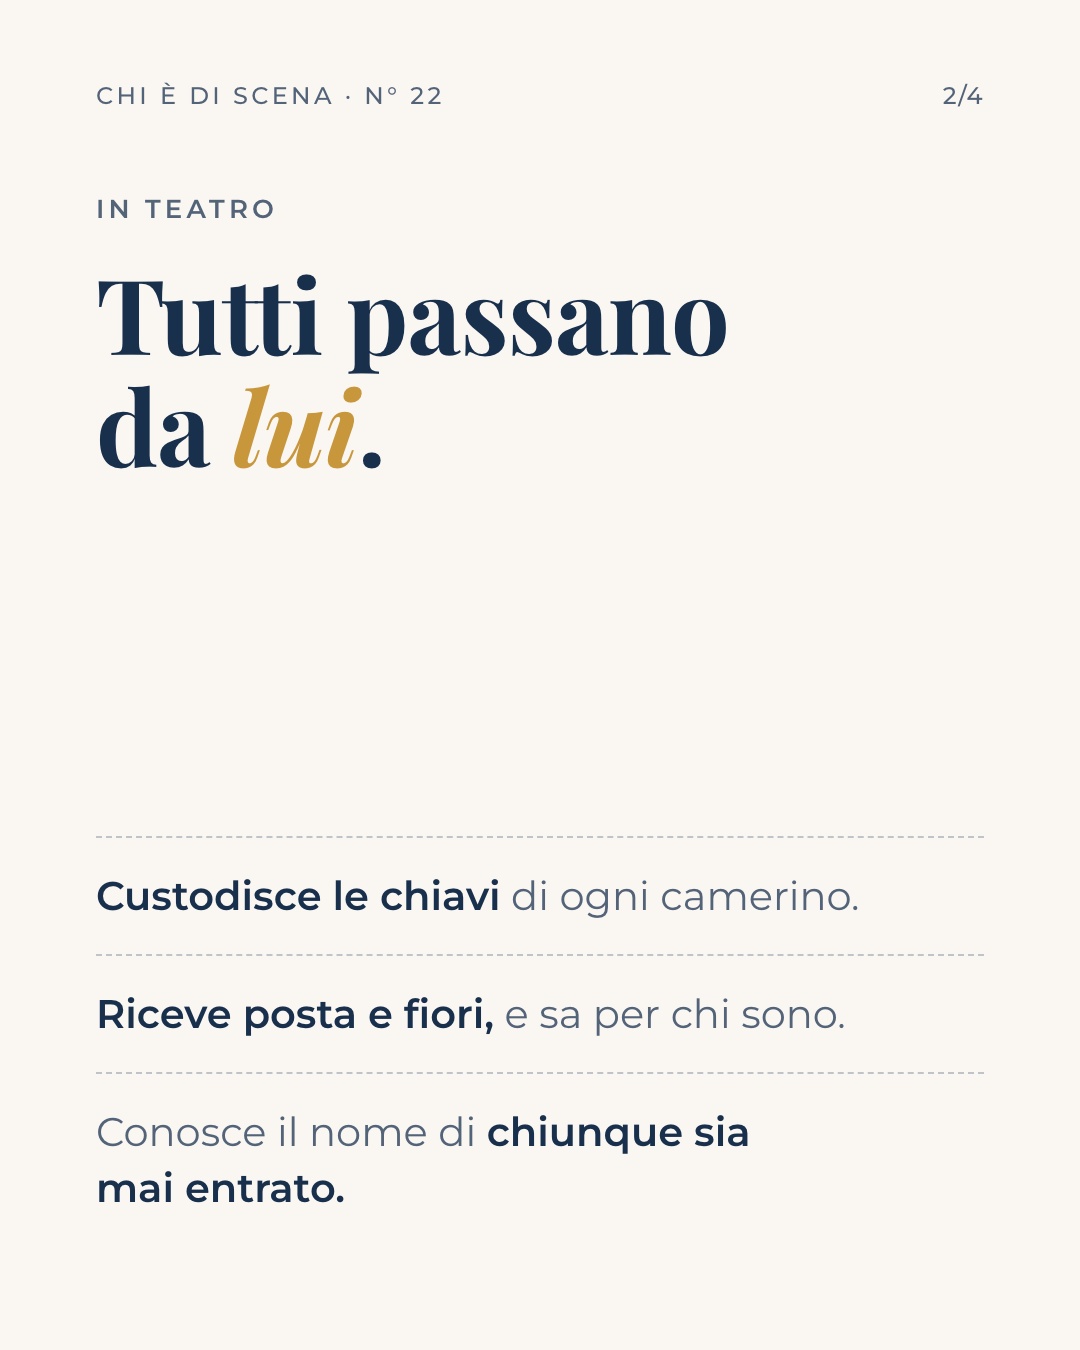 CHI È DI SCENA · N° 22
2/4
IN TEATRO
Tutti passano
da lui.
Custodisce le chiavi di ogni camerino.
Riceve posta e fiori, e sa per chi sono.
Conosce il nome di chiunque sia
mai entrato.